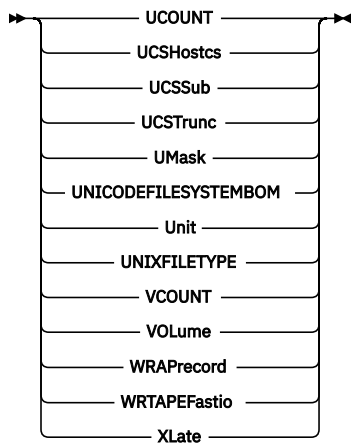 UCOUNT
UCSHostcs
UCSSub
UCSTrunc
UMask
UNICODEFILESYSTEMBOM
Unit
UNIXFILETYPE
VCOUNT
VOLume
WRAPrecord
WRTAPEFastio
XLate